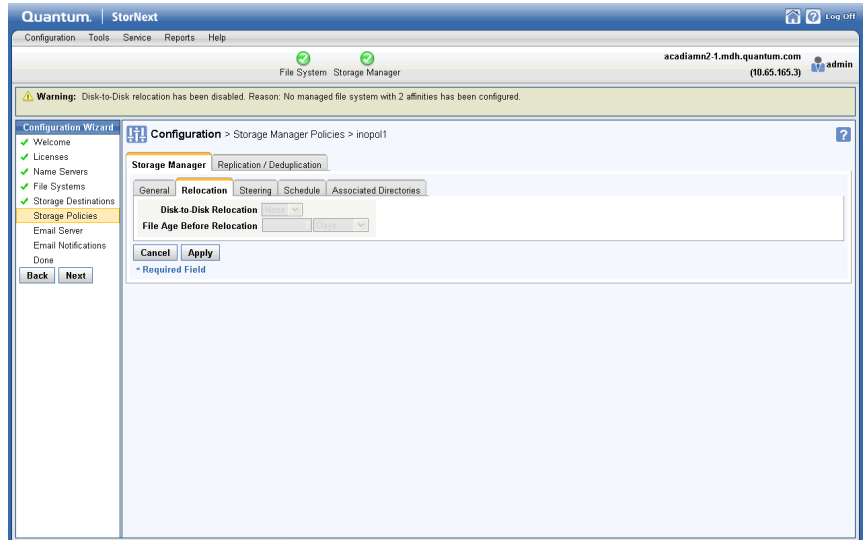 Quantum. StorNext Log Off
Configuration Tools Service Reports Help
File System Storage Manager
acadiamn2-1.mdh.quantum.com
(10.65.165.3)
admin
Warning: Disk-to-Disk relocation has been disabled. Reason: No managed file system with 2 affinities has been configured.
Configuration Wizard
Welcome
Licenses
Name Servers
File Systems
Storage Destinations
Storage Policies
Email Server
Email Notifications
Done
Back Next
Configuration > Storage Manager Policies > inopol1
?
Storage Manager Replication / Deduplication
General Relocation Steering Schedule Associated Directories
Disk-to-Disk Relocation None
File Age Before Relocation Days
Cancel Apply
* Required Field